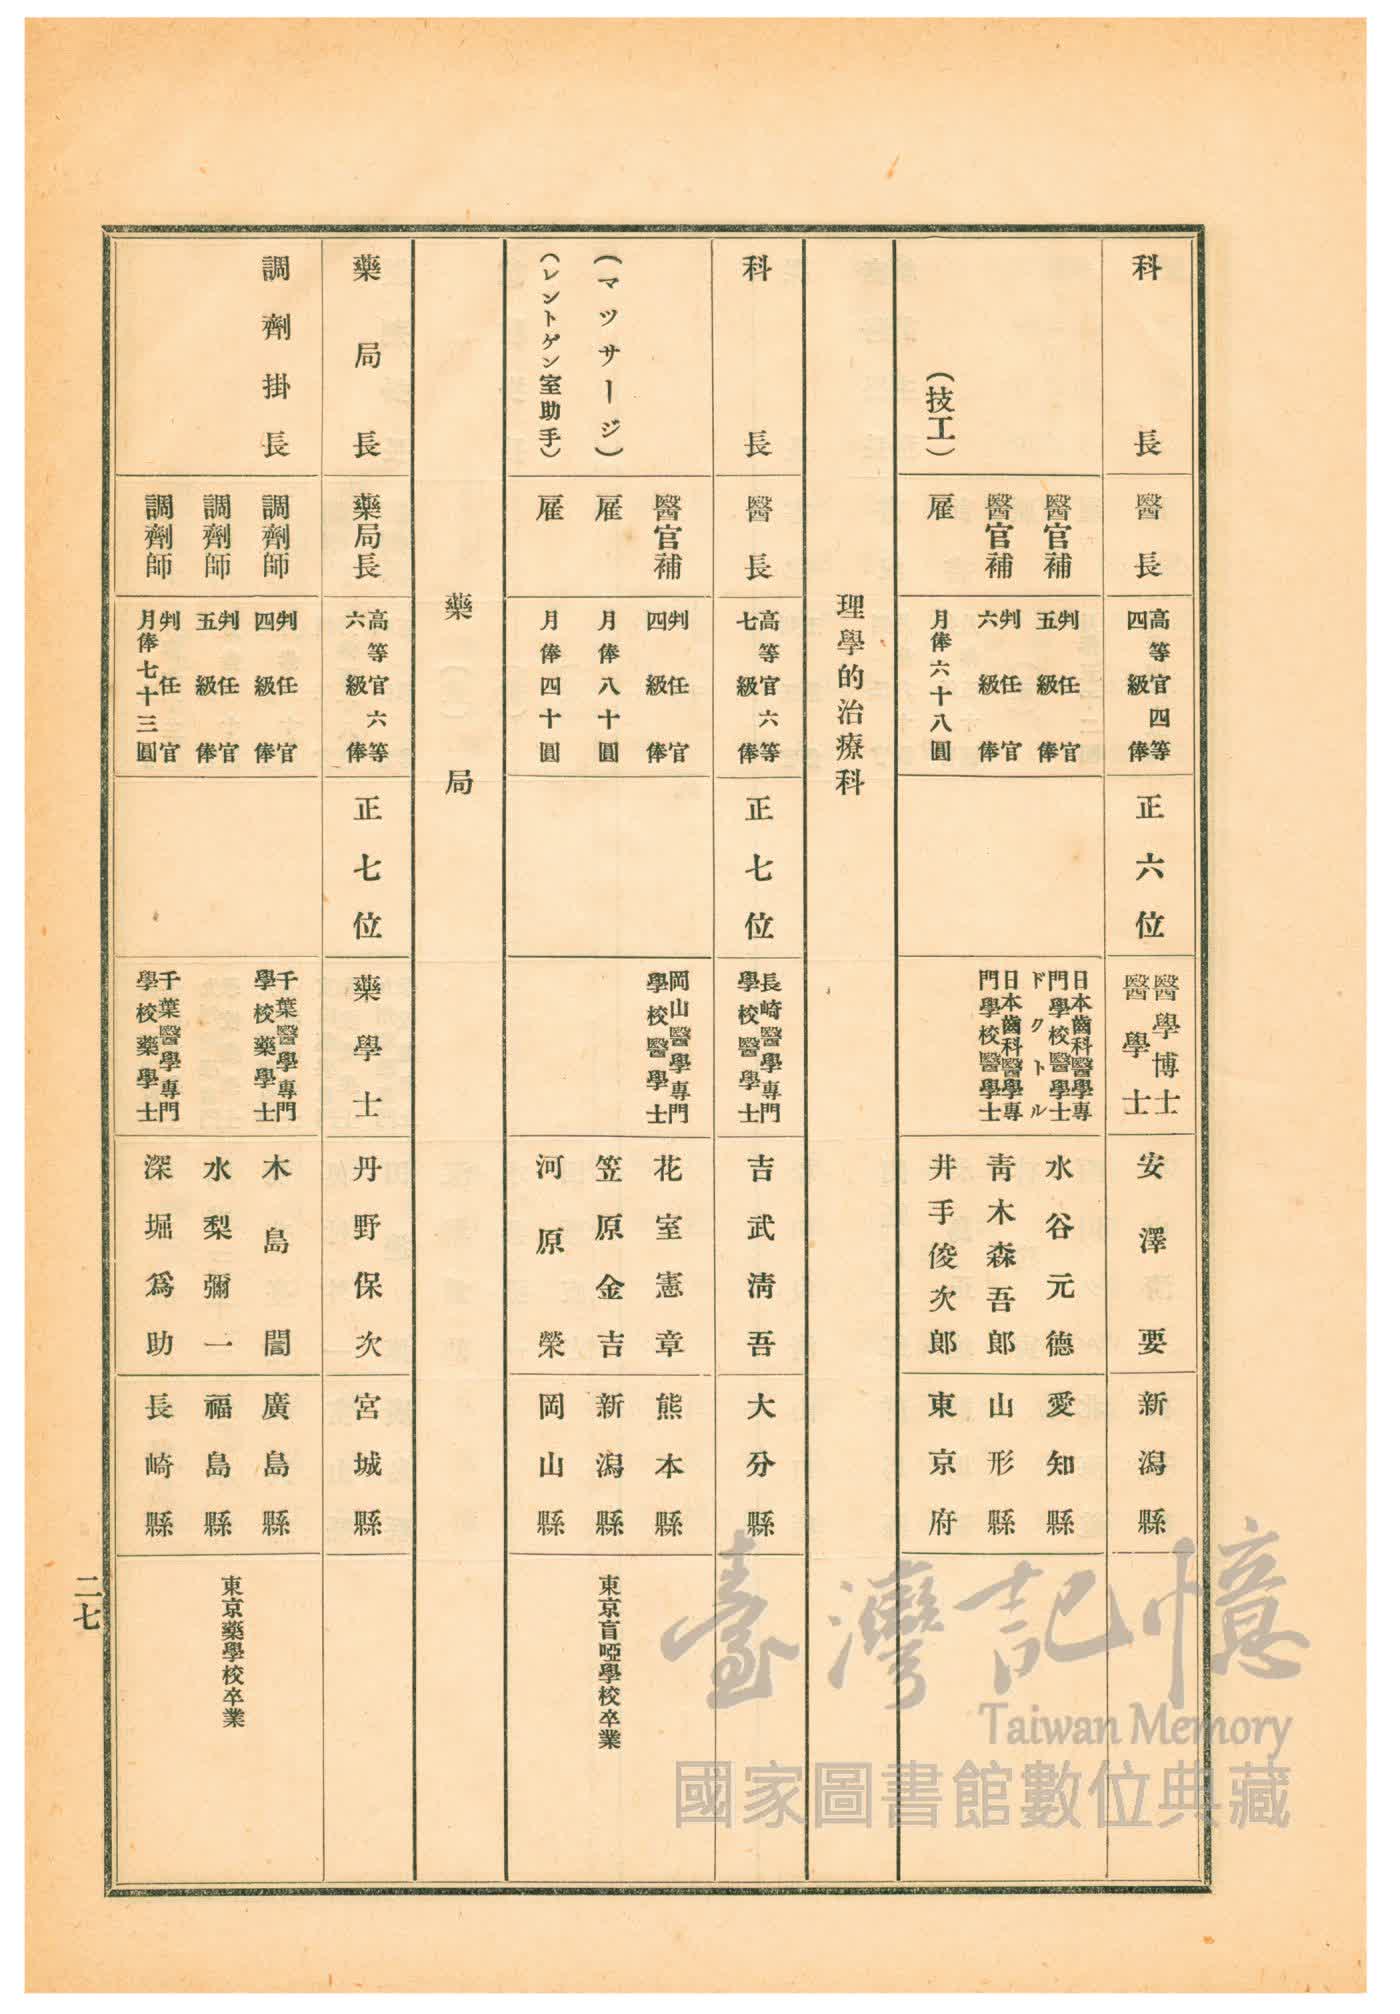 科長 醫長 高等官四等 四級俸 正六位 醫學博士 醫學士 安澤要 新潟縣
醫官補 判任官 五級俸 日本齒科醫學專門學校醫學士 ドクトル 水谷元德 愛知縣
醫官補 判任官 六級俸 日本齒科醫學專門學校醫學士 靑木森吾郎 山形縣
(技工) 雇 月俸六十八圓 井手俊次郎 東京府
理學的治療科
科長 醫長 高等官六等 七級俸 正七位 長崎醫學專門學校醫學士 吉武淸吾 大分縣
醫官補 判任官 四級俸 岡山醫學專門學校醫學士 花室憲章 熊本縣
(マツサージ) 雇 月俸八十圓 笠原金吉 新潟縣 東京盲啞學校卒業
(レントゲン室助手) 雇 月俸四十圓 河原榮 岡山縣
藥局
藥局長 藥局長 高等官六等 六級俸 正七位 藥學士 丹野保次 宮城縣
調劑掛長 調劑師 判任官 四級俸 千葉醫學專門學校藥學士 木島誾 廣島縣
調劑師 判任官 五級俸 水梨彌一 福島縣 東京藥學校卒業
調劑師 判任官 月俸七十三圓 千葉醫學專門學校藥學士 深堀爲助 長崎縣
二七
臺灣記憶
Taiwan Memory
國家圖書館數位典藏